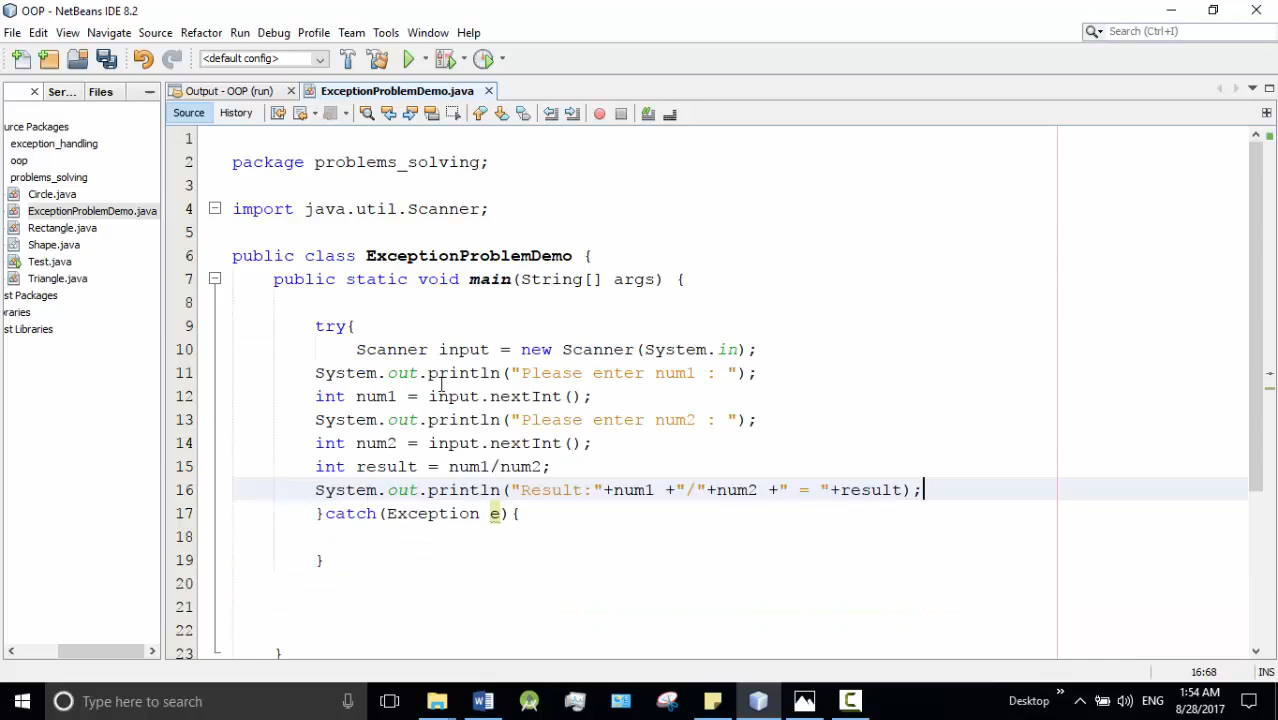 OOP - NetBeans IDE 8.2
File Edit View Navigate Source Refactor Run Debug Profile Team Tools Window Help
Search (Ctrl+I)
<default config>
Ser... Files
Output - OOP (run)
ExceptionProblemDemo.java
Source History
urce Packages
exception_handling
oop
problems_solving
Circle.java
ExceptionProblemDemo.java
Rectangle.java
Shape.java
Test.java
Triangle.java
st Packages
raries
st Libraries
1
2 package problems_solving;
3
4 import java.util.Scanner;
5
6 public class ExceptionProblemDemo {
7 public static void main(String[] args) {
8
9 try{
10 Scanner input = new Scanner(System.in);
11 System.out.println("Please enter num1 : ");
12 int num1 = input.nextInt();
13 System.out.println("Please enter num2 : ");
14 int num2 = input.nextInt();
15 int result = num1/num2;
16 System.out.println("Result:"+num1 +"/"+num2 +" = "+result);
17 }catch(Exception e){
18
19 }
20
21
22
23 }
16:68 INS
Type here to search
Desktop
ENG
1:54 AM
8/28/2017